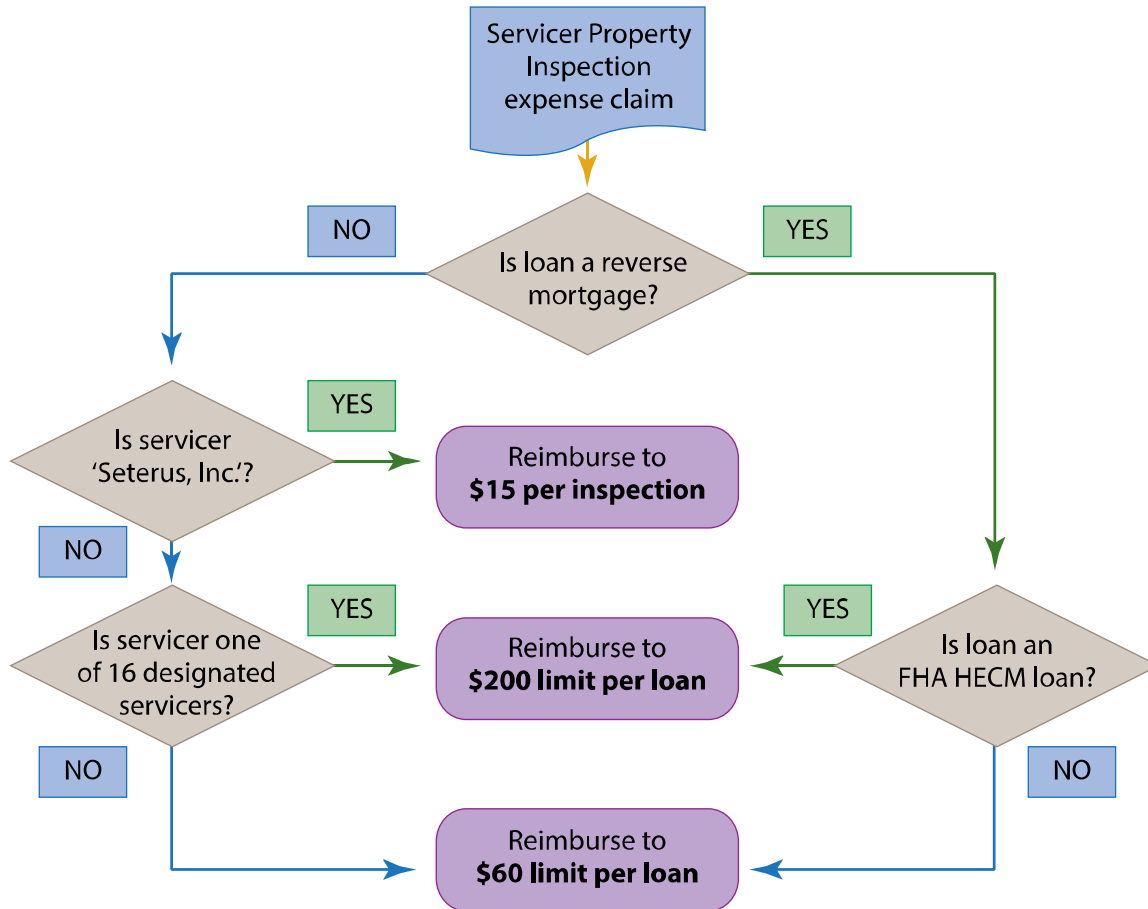 Servicer Property
Inspection
expense claim
NO
YES
Is loan a reverse
mortgage?
YES
Is servicer
‘Seterus, Inc.’?
Reimburse to
$15 per inspection
NO
YES
YES
Is servicer one
of 16 designated
servicers?
Reimburse to
$200 limit per loan
Is loan an
FHA HECM loan?
NO
NO
Reimburse to
$60 limit per loan